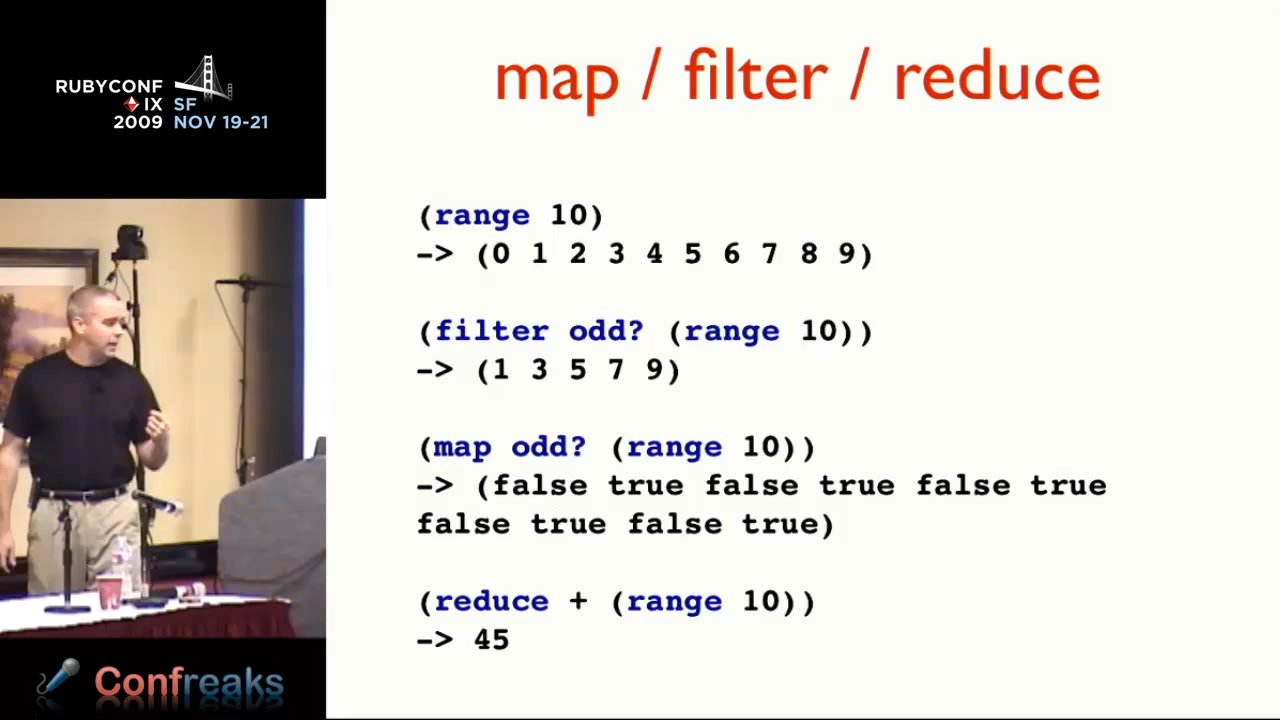 RUBYCONF
IX SF
2009 NOV 19-21
map / filter / reduce
(range 10)
-> (0 1 2 3 4 5 6 7 8 9)
(filter odd? (range 10))
-> (1 3 5 7 9)
(map odd? (range 10))
-> (false true false true false true
false true false true)
(reduce + (range 10))
-> 45
Confreaks